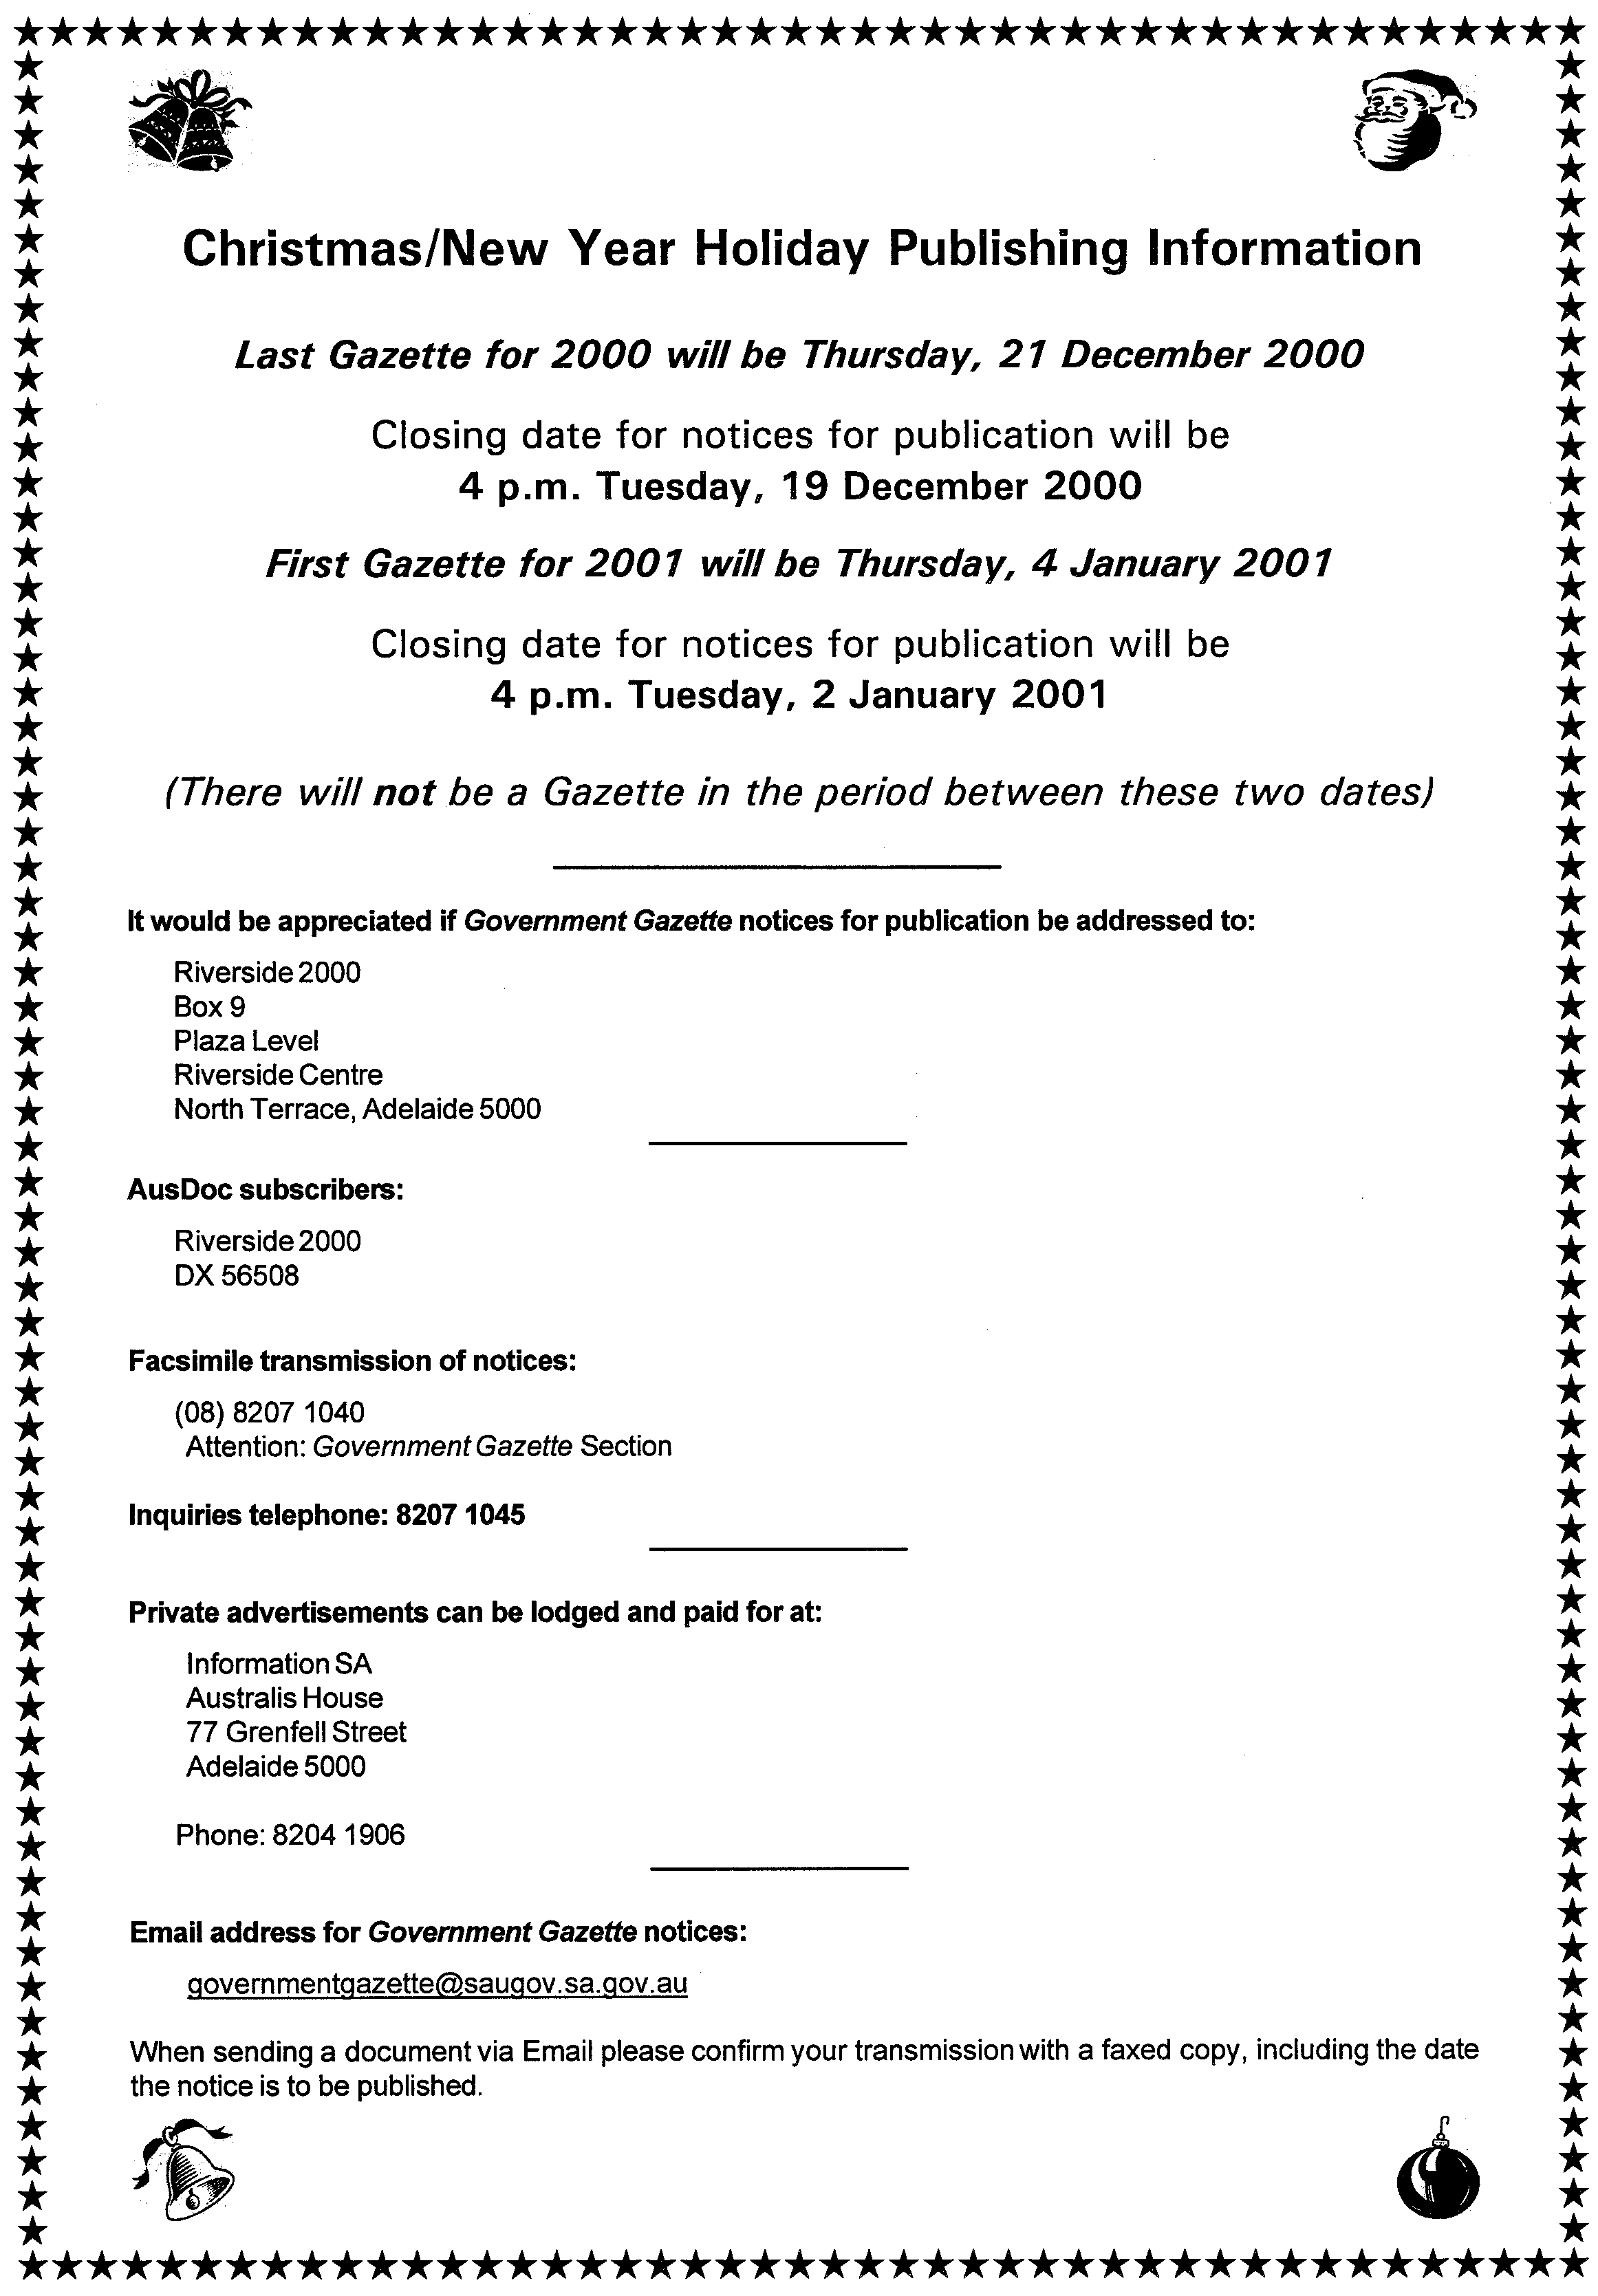 Christmas/New Year Holiday Publishing Information
Last Gazette for 2000 will be Thursday, 21 December 2000
Closing date for notices for publication will be
4 p.m. Tuesday, 19 December 2000
First Gazette for 2001 will be Thursday, 4 January 2001
Closing date for notices for publication will be
4 p.m. Tuesday, 2 January 2001
(There will not be a Gazette in the period between these two dates)
It would be appreciated if Government Gazette notices for publication be addressed to:
Riverside 2000
Box 9
Plaza Level
Riverside Centre
North Terrace, Adelaide 5000
AusDoc subscribers:
Riverside 2000
DX 56508
Facsimile transmission of notices:
(08) 8207 1040
Attention: Government Gazette Section
Inquiries telephone: 8207 1045
Private advertisements can be lodged and paid for at:
Information SA
Australis House
77 Grenfell Street
Adelaide 5000
Phone: 8204 1906
Email address for Government Gazette notices:
governmentgazette@saugov.sa.gov.au
When sending a document via Email please confirm your transmission with a faxed copy, including the date
the notice is to be published.